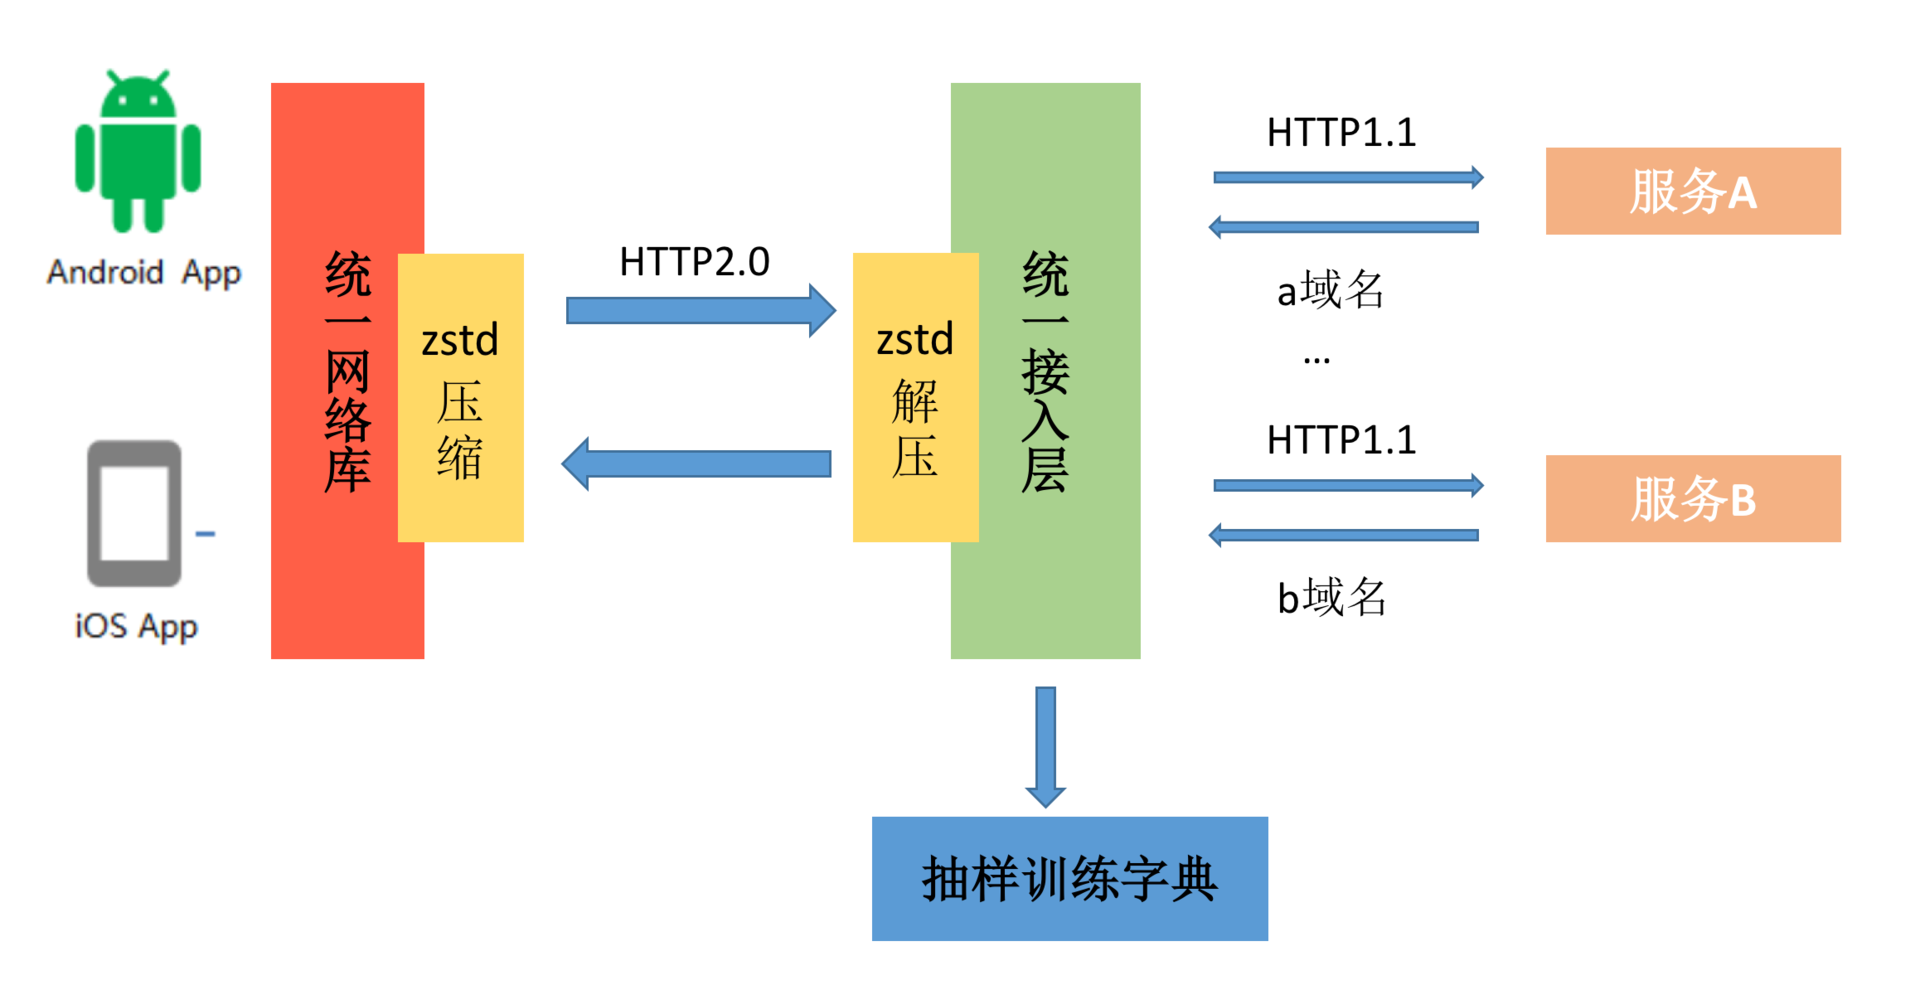 Android App
iOS App
统一网络库
zstd
压
缩
HTTP2.0
zstd
解
压
统一接入层
HTTP1.1
a域名
...
HTTP1.1
b域名
服务A
服务B
抽样训练字典